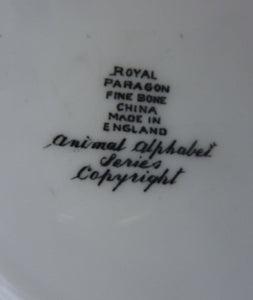 ROYAL
PARAGON
FINE BONE
CHINA
MADE IN
ENGLAND
Animal Alphabet
Series
Copyright